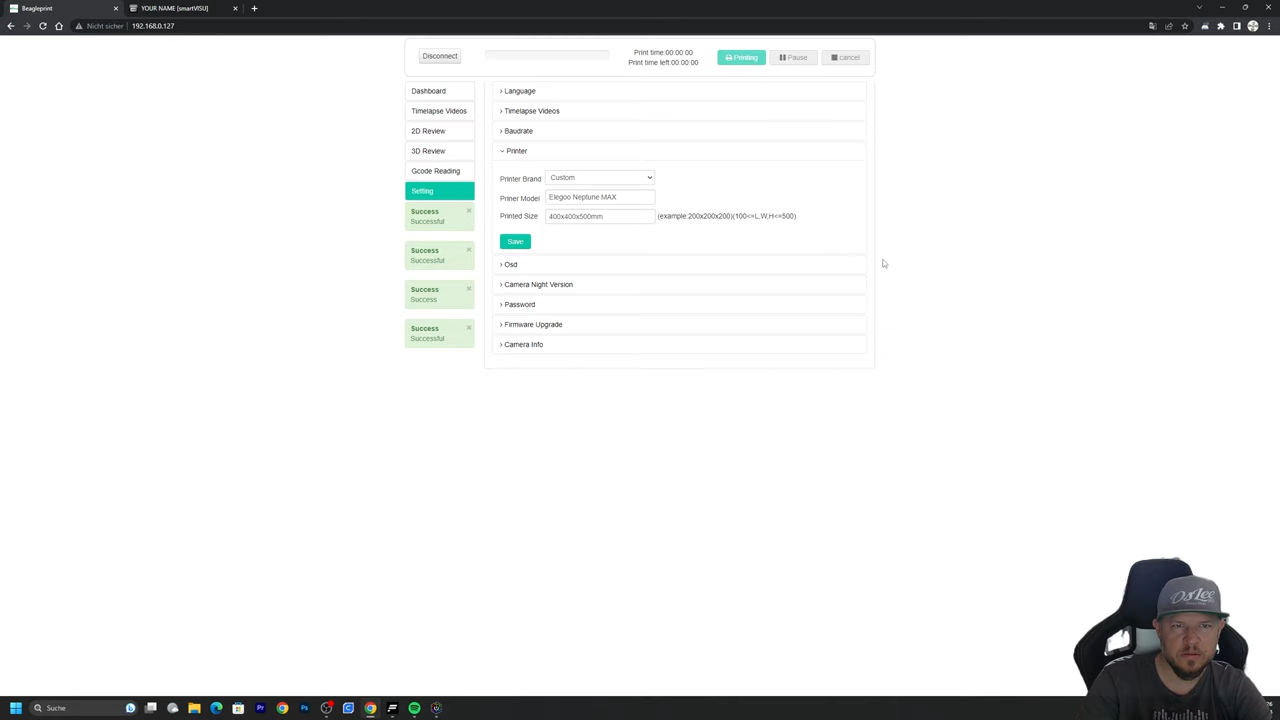 Beagleprint
YOUR NAME [smartVISU]
Nicht sicher
192.168.0.127
Disconnect
Print time:00:00:00
Print time left:00:00:00
Printing
Pause
cancel
Dashboard
Timelapse Videos
2D Review
3D Review
Gcode Reading
Setting
Success
Successful
Success
Successful
Success
Success
Success
Successful
Language
Timelapse Videos
Baudrate
Printer
Printer Brand
Custom
Priner Model
Elegoo Neptune MAX
Printed Size
400x400x500mm
(example:200x200x200)(100<=L,W,H<=500)
Save
Osd
Camera Night Version
Password
Firmware Upgrade
Camera Info
OsLee
Suche